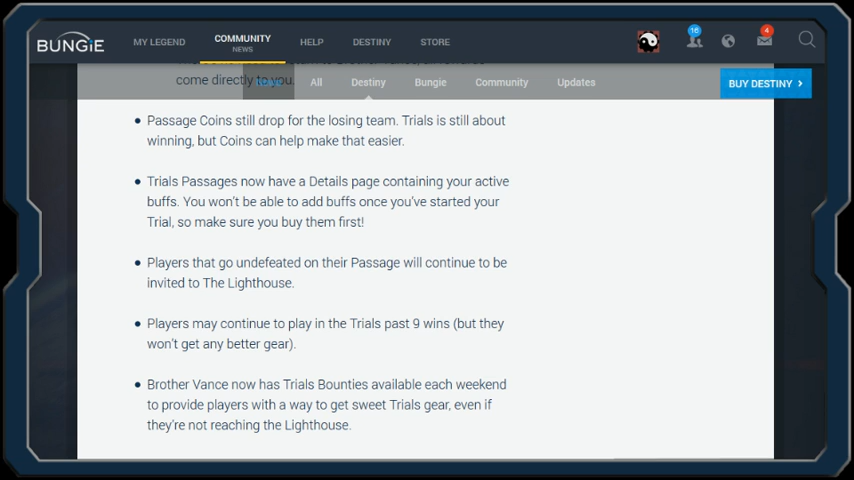 BUNGiE
MY LEGEND
COMMUNITY
NEWS
HELP
DESTINY
STORE
16
4
come directly to you.
All
Destiny
Bungie
Community
Updates
BUY DESTINY
Passage Coins still drop for the losing team. Trials is still about
winning, but Coins can help make that easier.
Trials Passages now have a Details page containing your active
buffs. You won't be able to add buffs once you've started your
Trial, so make sure you buy them first!
Players that go undefeated on their Passage will continue to be
invited to The Lighthouse.
Players may continue to play in the Trials past 9 wins (but they
won't get any better gear).
Brother Vance now has Trials Bounties available each weekend
to provide players with a way to get sweet Trials gear, even if
they're not reaching the Lighthouse.